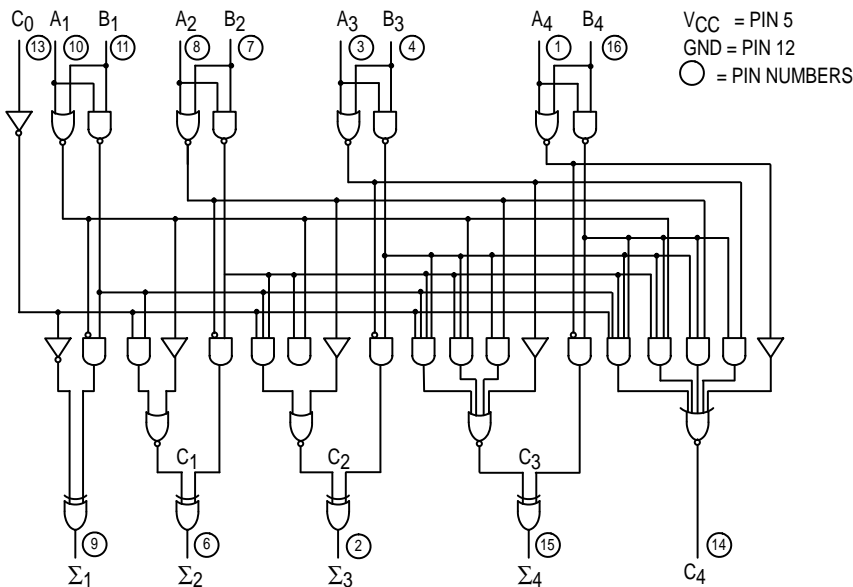 C0 A1 B1 A2 B2 A3 B3 A4 B4
13 10 11 8 7 3 4 1 16
VCC = PIN 5
GND = PIN 12
= PIN NUMBERS
C1 C2 C3
9 6 2 15 14
Σ1 Σ2 Σ3 Σ4 C4